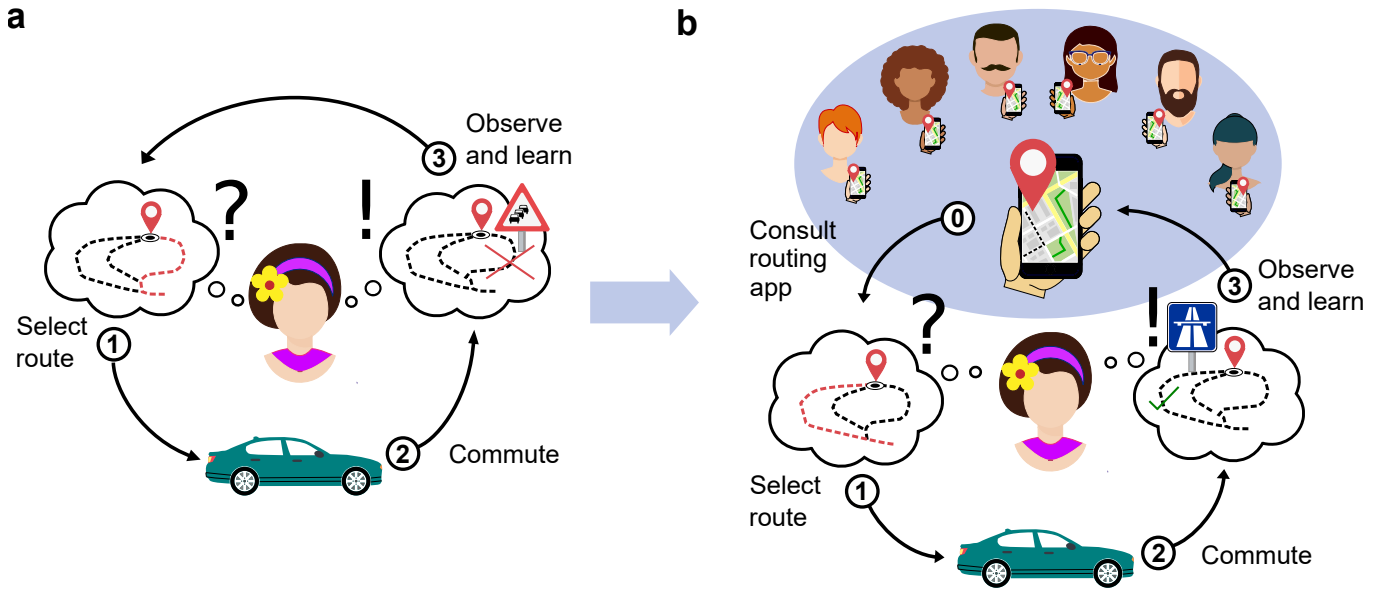 a
3
Observe
and learn
?
!
Select
route
1
2
Commute
b
0
Consult
routing
app
3
Observe
and learn
?
!
Select
route
1
2
Commute